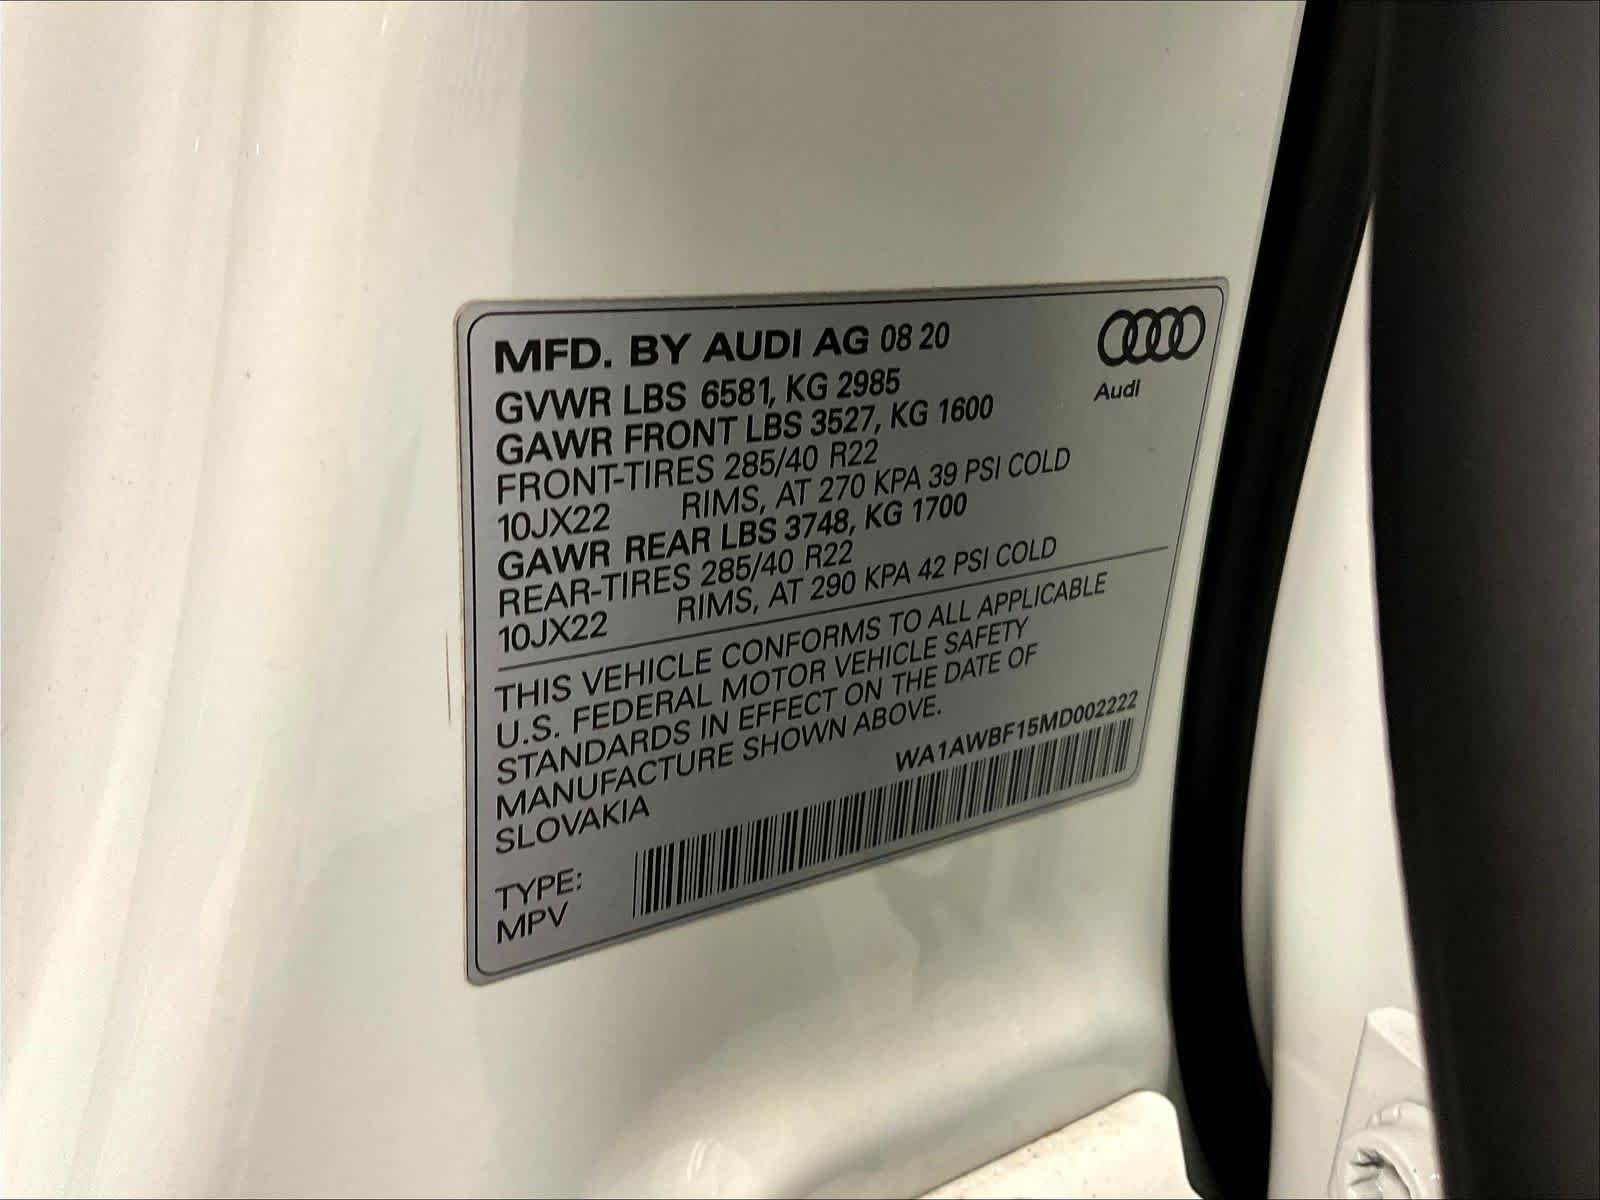 MFD. BY AUDI AG 08 20
GVWR LBS 6581, KG 2985
GAWR FRONT LBS 3527, KG 1600
FRONT-TIRES 285/40 R22
10JX22 RIMS, AT 270 KPA 39 PSI COLD
GAWR REAR LBS 3748, KG 1700
REAR-TIRES 285/40 R22
10JX22 RIMS, AT 290 KPA 42 PSI COLD
Audi
THIS VEHICLE CONFORMS TO ALL APPLICABLE
U.S. FEDERAL MOTOR VEHICLE SAFETY
STANDARDS IN EFFECT ON THE DATE OF
MANUFACTURE SHOWN ABOVE.
SLOVAKIA
WA1AWBF15MD002222
TYPE:
MPV